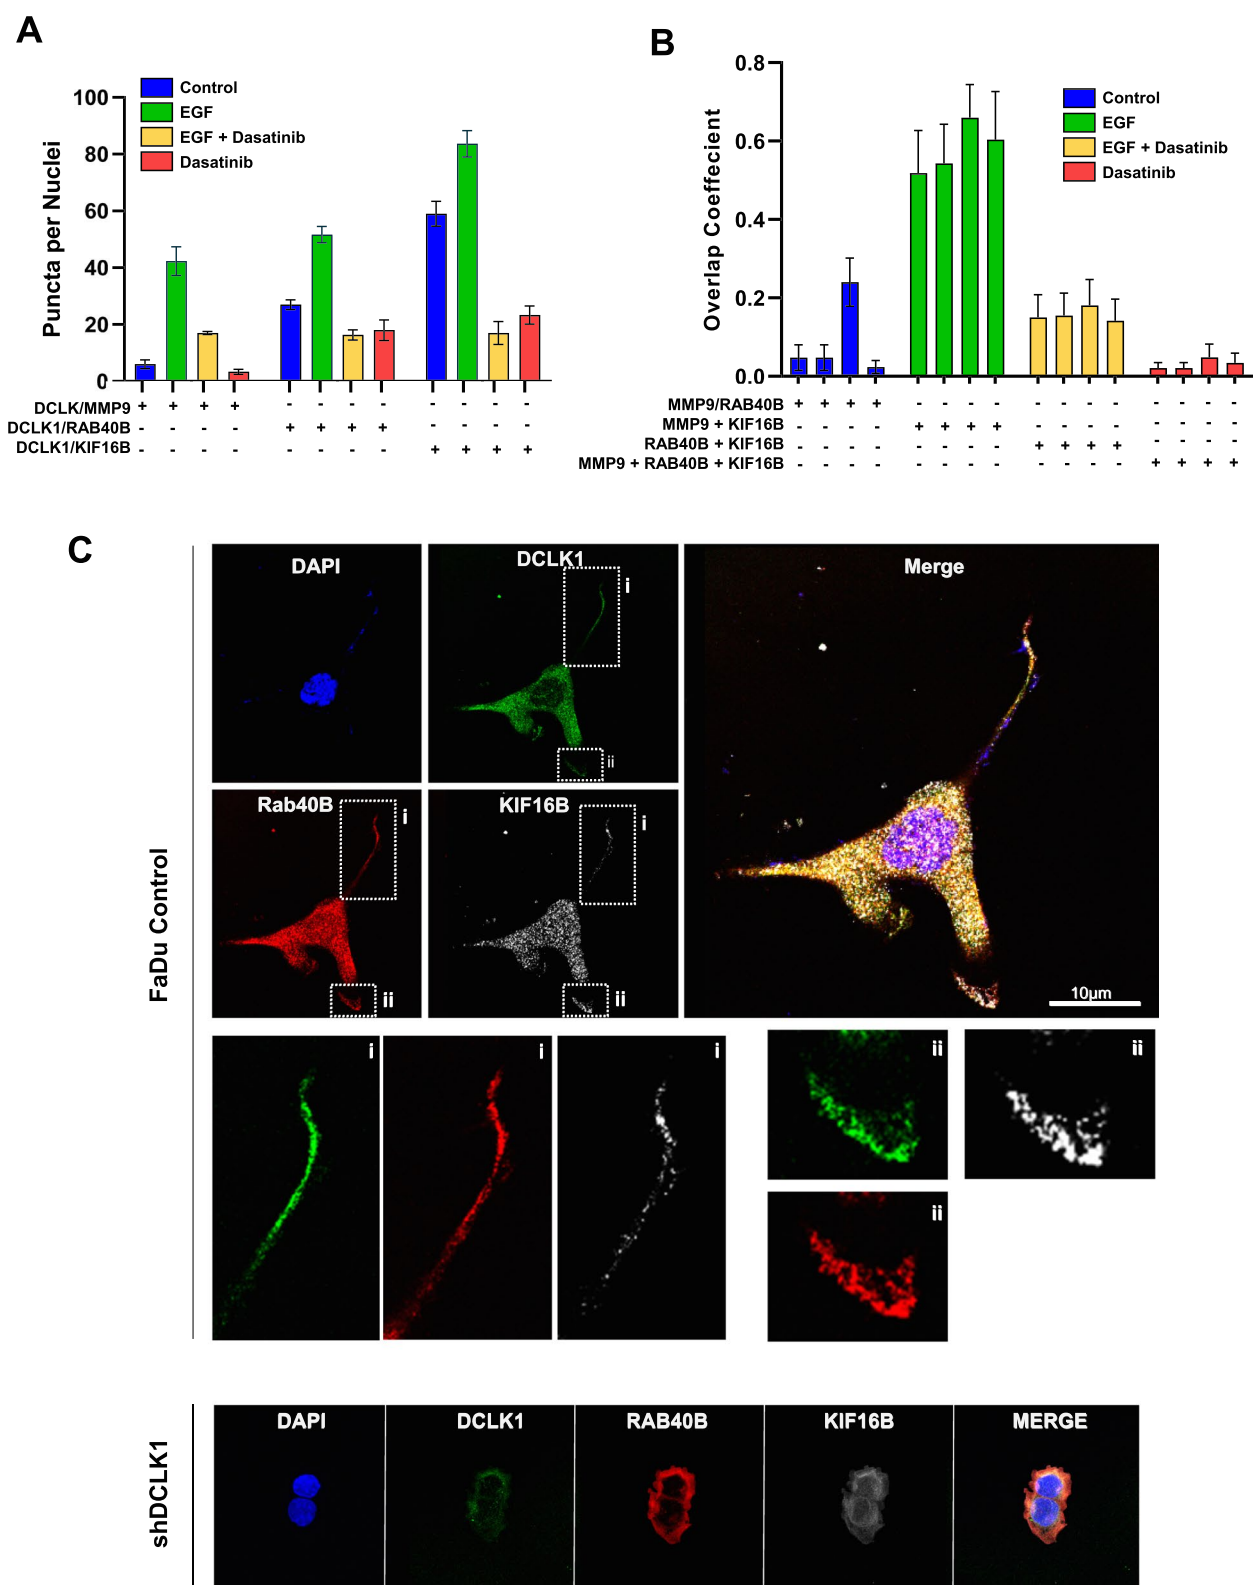 A
Control
EGF
EGF + Dasatinib
Dasatinib
Puncta per Nuclei
100
80
60
40
20
0
DCLK/MMP9 + + + + - - - - - - - -
DCLK1/RAB40B - - - - + + + + - - - -
DCLK1/KIF16B - - - - - - - - + + + +
B
Control
EGF
EGF + Dasatinib
Dasatinib
Overlap Coeffecient
0.8
0.6
0.4
0.2
0.0
MMP9/RAB40B + + + + - - - - - - - - - - - -
MMP9 + KIF16B - - - - + + + + - - - - - - - -
RAB40B + KIF16B - - - - - - - - + + + + - - - -
MMP9 + RAB40B + KIF16B - - - - - - - - - - - - + + + +
C
FaDu Control
DAPI
DCLK1
i
ii
Merge
10µm
Rab40B
i
ii
KIF16B
i
ii
i
i
i
ii
ii
ii
shDCLK1
DAPI
DCLK1
RAB40B
KIF16B
MERGE